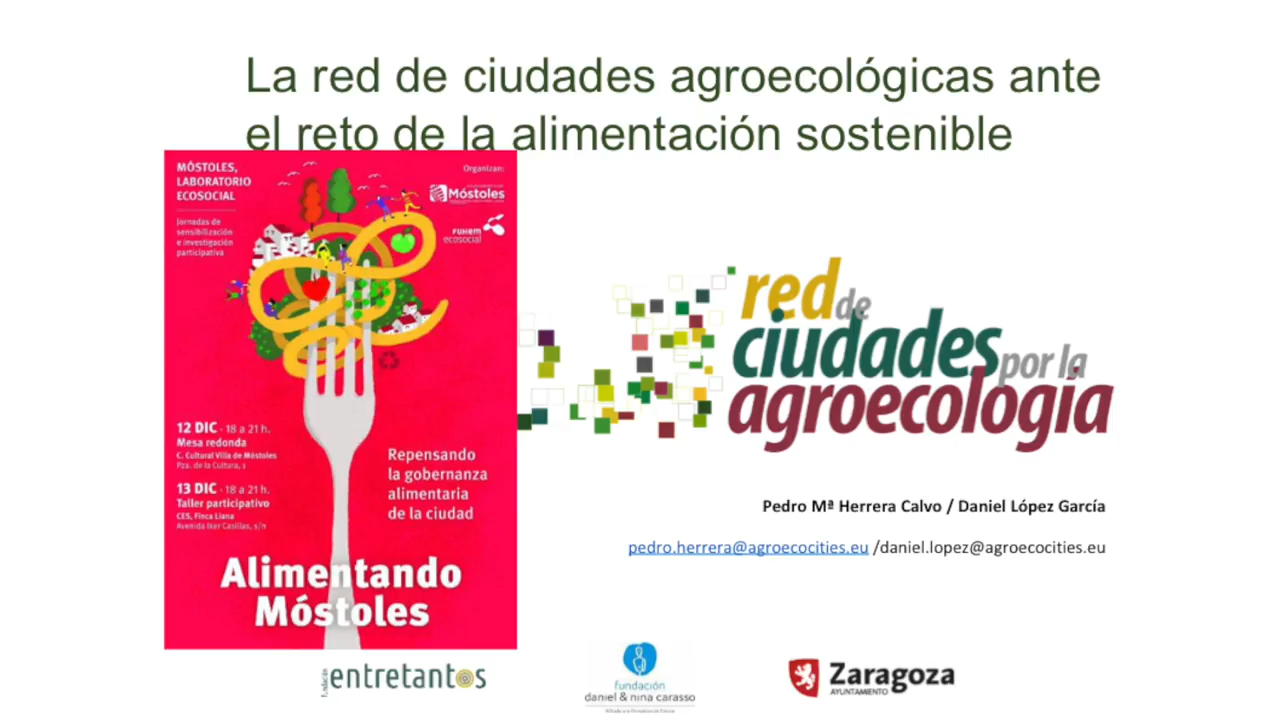 La red de ciudades agroecológicas ante
el reto de la alimentación sostenible
MÓSTOLES,
LABORATORIO
ECOSOCIAL
Jornadas de
sensibilización
e investigación
participativa
Organizan:
Móstoles
FUHEM
ecosocial
12 DIC - 18 a 21 h.
Mesa redonda
C. Cultural Villa de Móstoles
Pza. de la Cultura, 1
13 DIC - 18 a 21 h.
Taller participativo
CES, Finca Liana
Avenida Iker Casillas, s/n
Repensando
la gobernanza
alimentaria
de la ciudad
Alimentando
Móstoles
red de
ciudades por la
agroecología
Pedro Mª Herrera Calvo / Daniel López García
pedro.herrera@agroecocities.eu /daniel.lopez@agroecocities.eu
fundación entretantos
fundación
daniel & nina carasso
Zaragoza
AYUNTAMIENTO